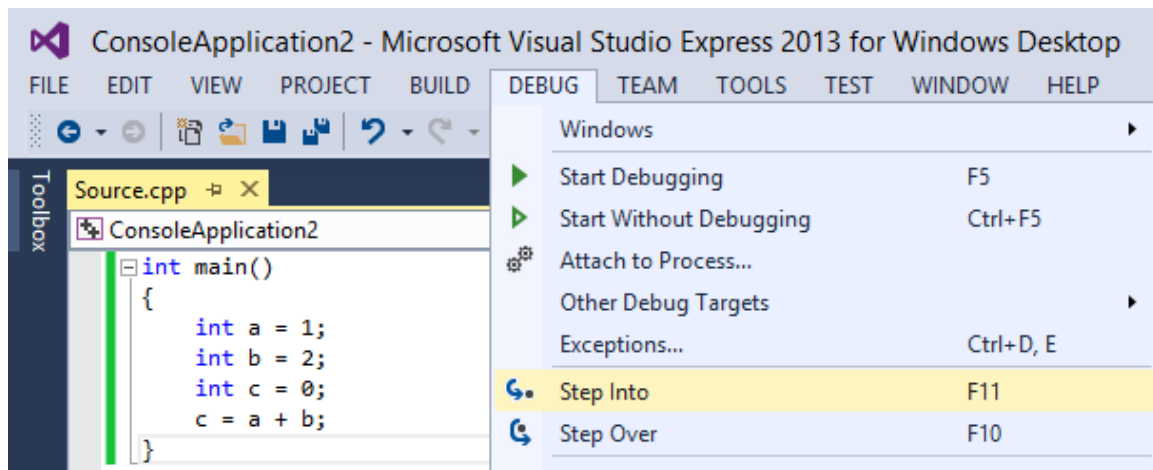 ConsoleApplication2 - Microsoft Visual Studio Express 2013 for Windows Desktop
FILE EDIT VIEW PROJECT BUILD DEBUG TEAM TOOLS TEST WINDOW HELP
Toolbox
Source.cpp
ConsoleApplication2
int main()
{
int a = 1;
int b = 2;
int c = 0;
c = a + b;
}
Windows
Start Debugging F5
Start Without Debugging Ctrl+F5
Attach to Process...
Other Debug Targets
Exceptions... Ctrl+D, E
Step Into F11
Step Over F10